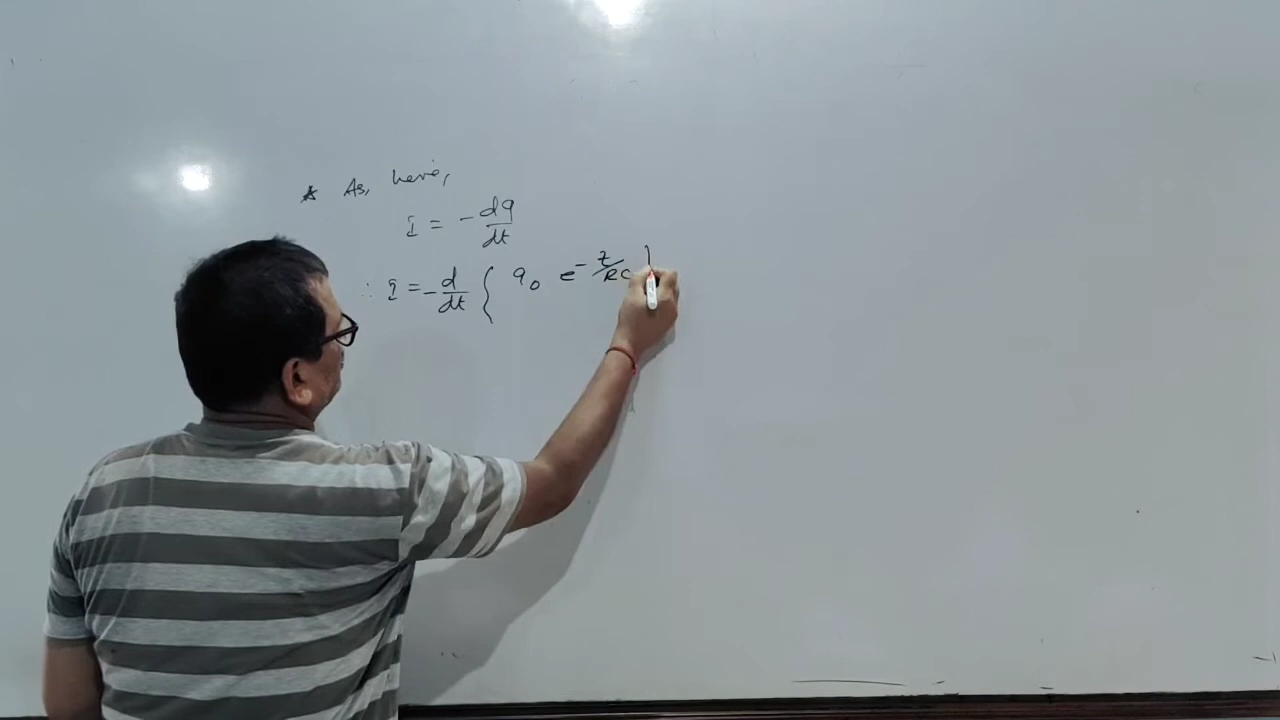 * As, here,
i = - dq/dt
∴ i = - d/dt { q₀ e^-t/RC }